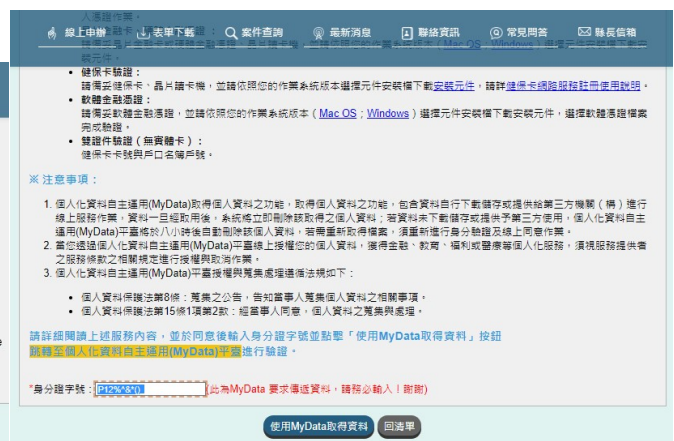 線上申辦 表單下載 案件查詢 最新消息 聯絡資訊 常見問答 縣長信箱
• 健保卡驗證：
請備妥健保卡、晶片讀卡機，並請依照您的作業系統版本選擇元件安裝檔下載安裝元件，請詳健保卡網路服務註冊使用說明。
• 軟體金融憑證：
請備妥軟體金融憑證，並請依照您的作業系統版本（Mac OS；Windows）選擇元件安裝檔下載安裝元件，選擇軟體憑證檔案
完成驗證。
• 雙證件驗證（無實體卡）：
健保卡卡號與戶口名簿戶號。
※ 注意事項：
1. 個人化資料自主運用(MyData)取得個人資料之功能，取得個人資料之功能，包含資料自行下載儲存或提供給第三方機關（構）進行
線上服務作業，資料一旦經取用後，系統將立即刪除該取得之個人資料；若資料未下載儲存或提供予第三方使用，個人化資料自主
運用(MyData)平臺將於八小時後自動刪除該個人資料，若需重新取得檔案，須重新進行身分驗證及線上同意作業。
2. 當您透過個人化資料自主運用(MyData)平臺線上授權您的個人資料，獲得金融、教育、福利或醫療等個人化服務，須視服務提供者
之服務條款之相關規定進行授權與取消作業。
3. 個人化資料自主運用(MyData)平臺授權與蒐集處理遵循法規如下：
• 個人資料保護法第8條：蒐集之公告，告知當事人蒐集個人資料之相關事項。
• 個人資料保護法第15條1項第2款：經當事人同意，個人資料之蒐集與處理。
請詳細閱讀上述服務內容，並於同意後輸入身分證字號並點擊「使用MyData取得資料」按鈕
跳轉至個人化資料自主運用(MyData)平臺進行驗證。
*身分證字號：P12%^&*() (此為MyData 要求傳遞資料，請務必輸入！謝謝)
使用MyData取得資料 回清單